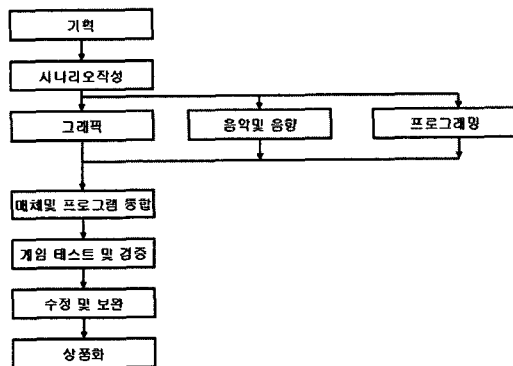 기획
시나리오작성
그래픽
음악및 음향
프로그래밍
매체및 프로그램 통합
게임 테스트 및 검증
수정 및 보완
상품화